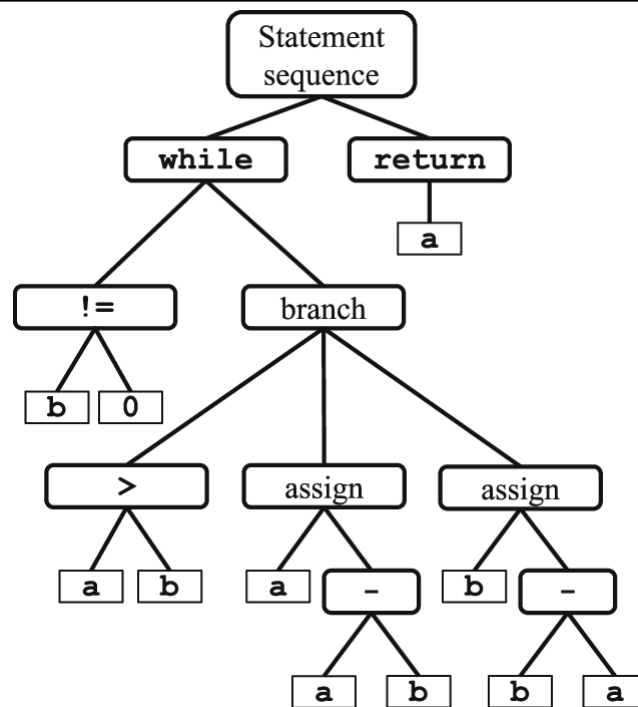 Statement
sequence
while return
a
!= branch
b 0
> assign assign
a b a - b -
a b b a